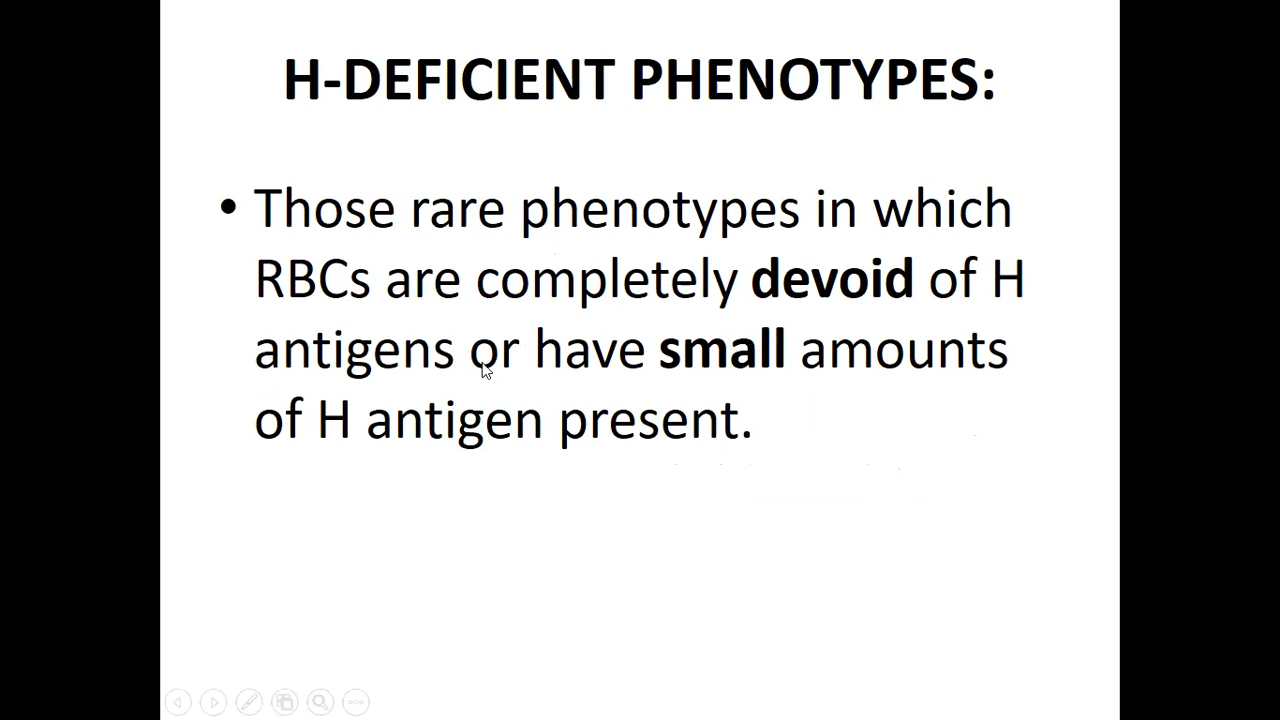 H-DEFICIENT PHENOTYPES:
• Those rare phenotypes in which
RBCs are completely devoid of H
antigens or have small amounts
of H antigen present.